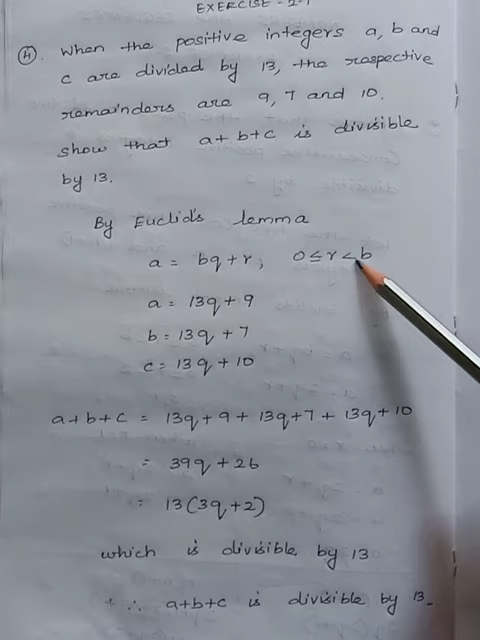 EXERCISE - 2.1
4. When the positive integers a, b and
c are divided by 13, the respective
remainders are 9, 7 and 10.
show that a+b+c is divisible
by 13.
By Euclid's lemma
a = bq + r, 0 ≤ r < b
a = 13q + 9
b = 13q + 7
c = 13q + 10
a+b+c = 13q + 9 + 13q + 7 + 13q + 10
= 39q + 26
= 13(3q + 2)
which is divisible by 13
∴ a+b+c is divisible by 13.